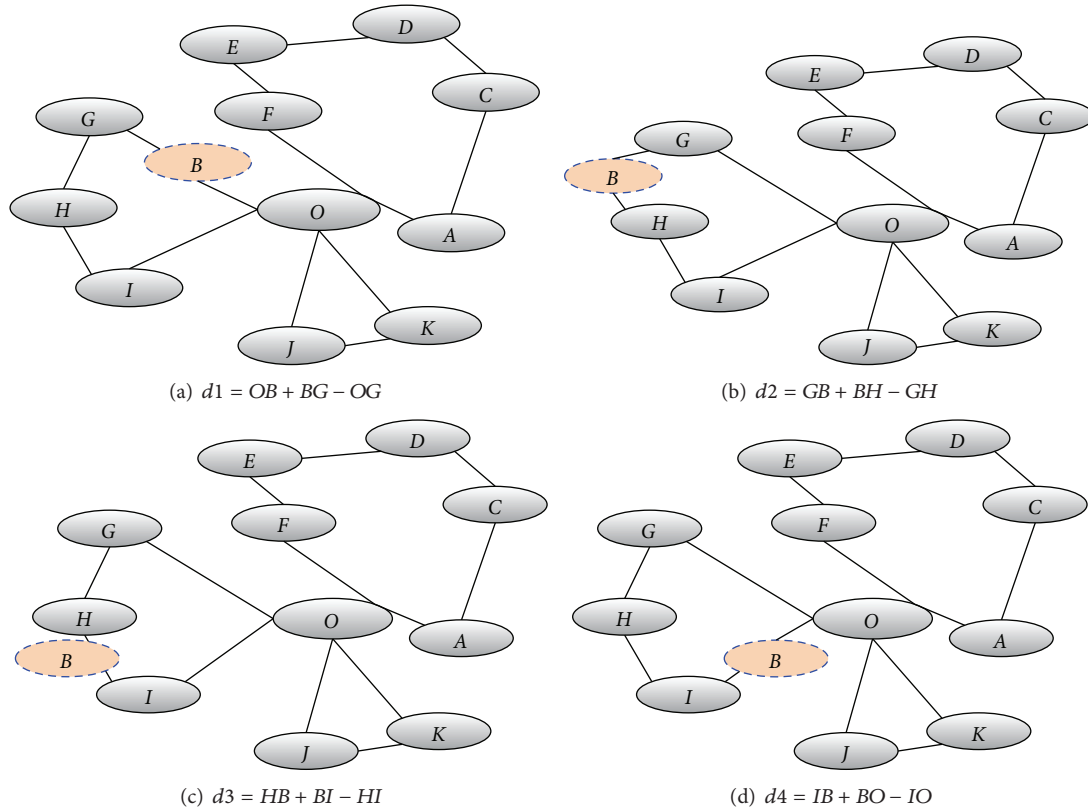 D
E
C
F
G
B
H
O
A
I
K
J
(a) d1 = OB + BG − OG
D
E
C
F
G
B
H
O
A
I
K
J
(b) d2 = GB + BH − GH
D
E
C
F
G
H
O
A
B
I
K
J
(c) d3 = HB + BI − HI
D
E
C
F
G
H
O
A
B
I
K
J
(d) d4 = IB + BO − IO